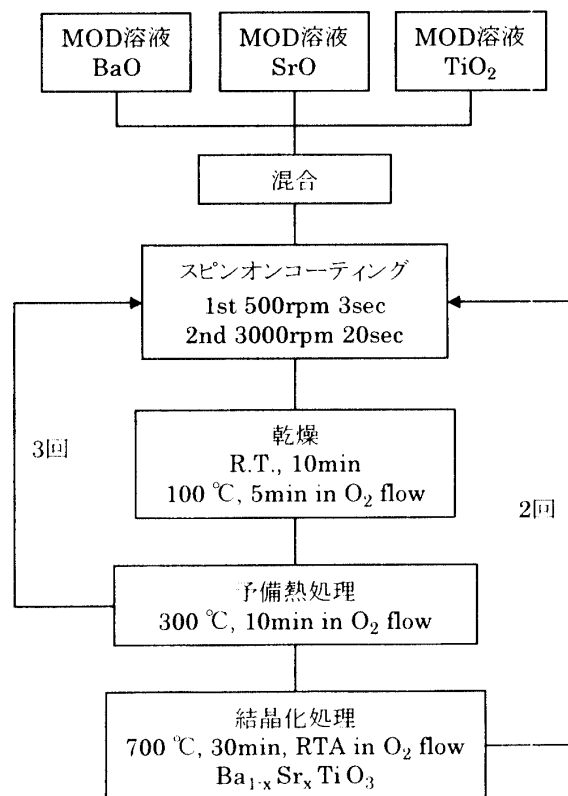 MOD溶液
BaO
MOD溶液
SrO
MOD溶液
TiO₂
混合
スピンオンコーティング
1st 500rpm 3sec
2nd 3000rpm 20sec
乾燥
R.T., 10min
100 ℃, 5min in O₂ flow
3回
2回
予備熱処理
300 ℃, 10min in O₂ flow
結晶化処理
700 ℃, 30min, RTA in O₂ flow
Ba₁₋ₓSrₓTiO₃